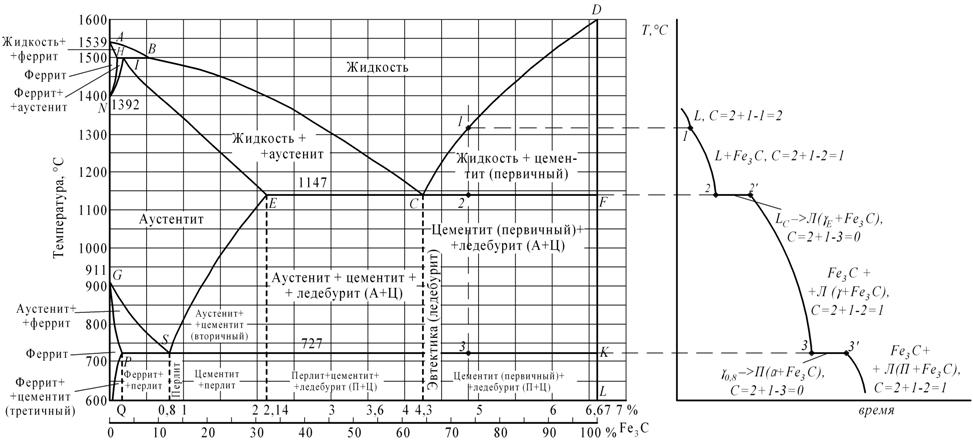 1600
1539
1500
1400
1300
1200
1100
1000
911
900
800
700
600
Температура, °C
Жидкость+
+феррит
Феррит
Феррит+
+аустенит
A
H
I
B
N
1392
D
Жидкость
Жидкость +
+аустенит
1147
E
C
F
1
2
3
Жидкость + цемен-
тит (первичный)
Аустентит
Цементит (первичный)+
+ледебурит (А+Ц)
Аустенит + цементит +
+ ледебурит (А+Ц)
Эвтектика (ледебурит)
G
Аустенит+
+феррит
Аустенит+
+цементит
(вторичный)
S
727
P
K
L
Феррит
Феррит+
+цементит
(третичный)
Феррит+
+перлит
Перлит
Цементит
+перлит
Перлит+цементит+
+ледебурит (П+Ц)
Цементит (первичный)+
+ледебурит (П+Ц)
0 Q 0,8 1 2 2,14 3 3,6 4 4,3 5 6 6,67 7 %
0 10 20 30 40 50 60 70 80 90 100 % Fe3C
T,°C
1
L, C=2+1-1=2
L+Fe3C, C=2+1-2=1
2 2'
LC–>Л(γE+Fe3C),
C=2+1-3=0
Fe3C +
+Л (γ+Fe3C),
C=2+1-2=1
3 3'
γ0,8–>П(α+Fe3C),
C=2+1-3=0
Fe3C+
+ Л(П + Fe3C),
C=2+1-2=1
время